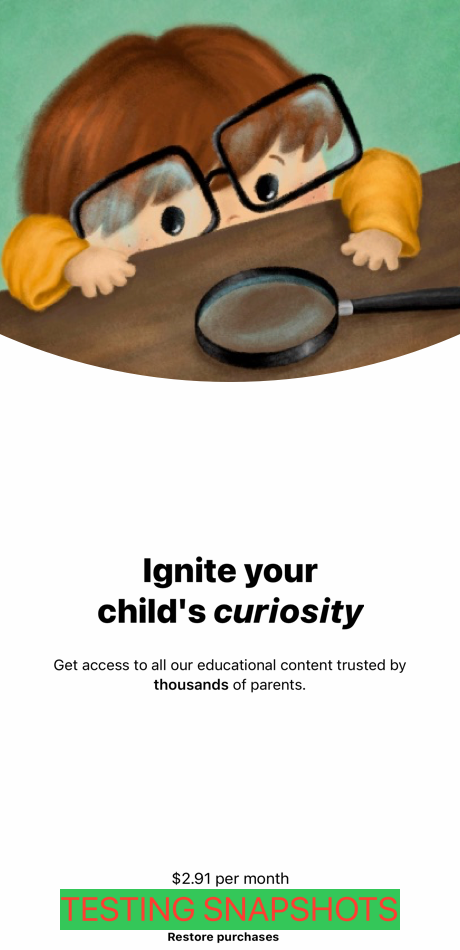 Ignite your
child's curiosity
Get access to all our educational content trusted by
thousands of parents.
$2.91 per month
TESTING SNAPSHOTS
Restore purchases